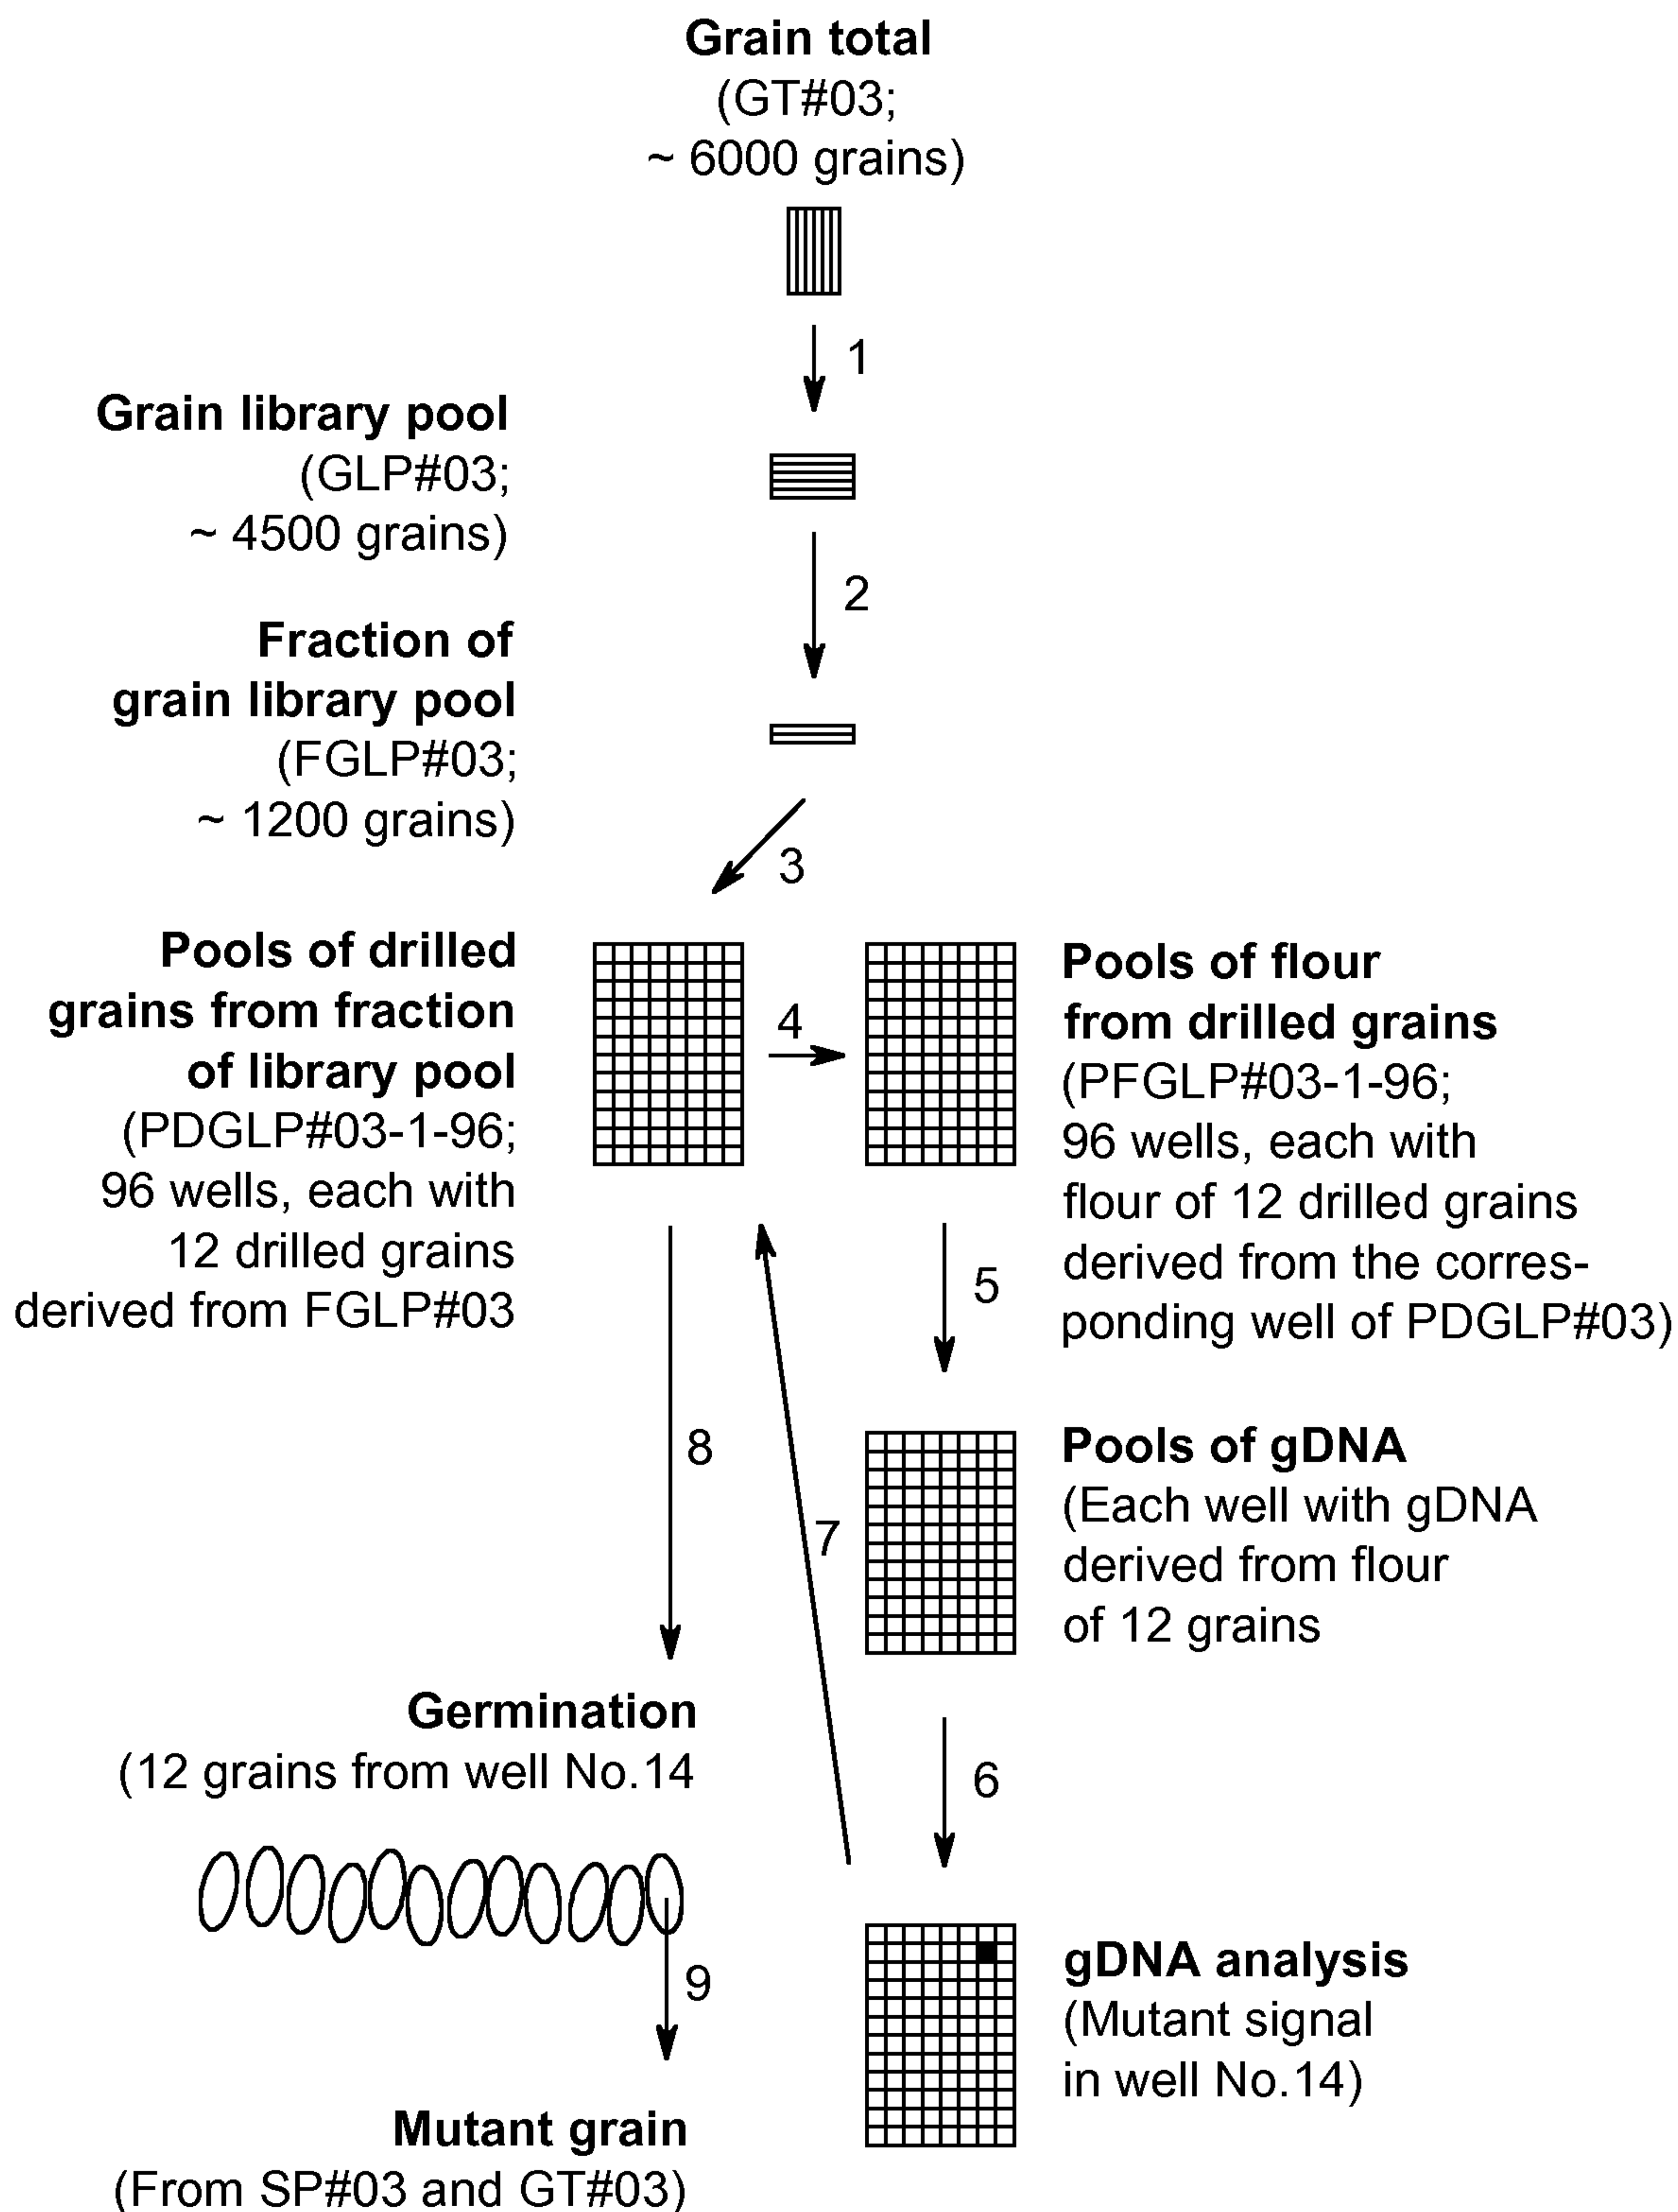 Grain total
(GT#03;
~ 6000 grains)
1
Grain library pool
(GLP#03;
~ 4500 grains)
2
Fraction of
grain library pool
(FGLP#03;
~ 1200 grains)
3
Pools of drilled
grains from fraction
of library pool
(PDGLP#03-1-96;
96 wells, each with
12 drilled grains
derived from FGLP#03
4
Pools of flour
from drilled grains
(PFGLP#03-1-96;
96 wells, each with
flour of 12 drilled grains
derived from the corres-
ponding well of PDGLP#03)
5
Pools of gDNA
(Each well with gDNA
derived from flour
of 12 grains
6
7
8
gDNA analysis
(Mutant signal
in well No.14)
Germination
(12 grains from well No.14
9
Mutant grain
(From SP#03 and GT#03)